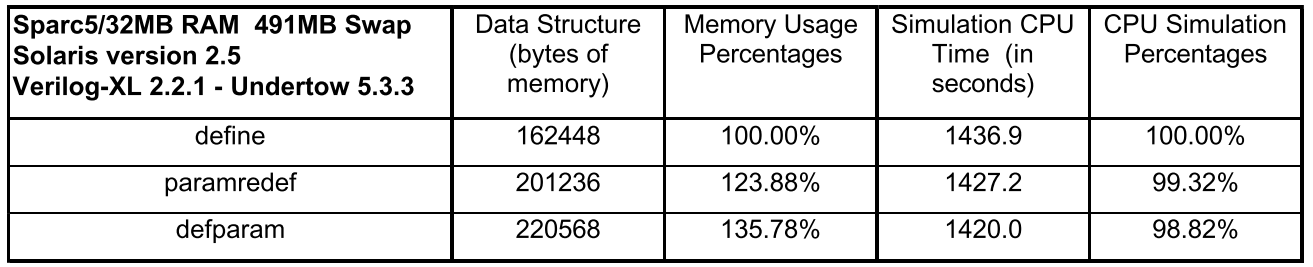 Sparc5/32MB RAM  491MB Swap
Solaris version 2.5
Verilog-XL 2.2.1 - Undertow 5.3.3
Data Structure
(bytes of
memory)
Memory Usage
Percentages
Simulation CPU
Time  (in
seconds)
CPU Simulation
Percentages
define 162448 100.00% 1436.9 100.00%
paramredef 201236 123.88% 1427.2 99.32%
defparam 220568 135.78% 1420.0 98.82%